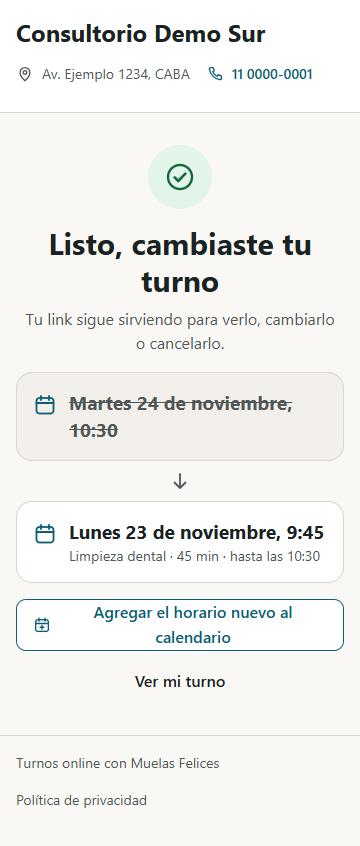 Consultorio Demo Sur
Av. Ejemplo 1234, CABA 11 0000-0001
Listo, cambiaste tu
turno
Tu link sigue sirviendo para verlo, cambiarlo
o cancelarlo.
Martes 24 de noviembre,
10:30
Lunes 23 de noviembre, 9:45
Limpieza dental · 45 min · hasta las 10:30
Agregar el horario nuevo al
calendario
Ver mi turno
Turnos online con Muelas Felices
Política de privacidad